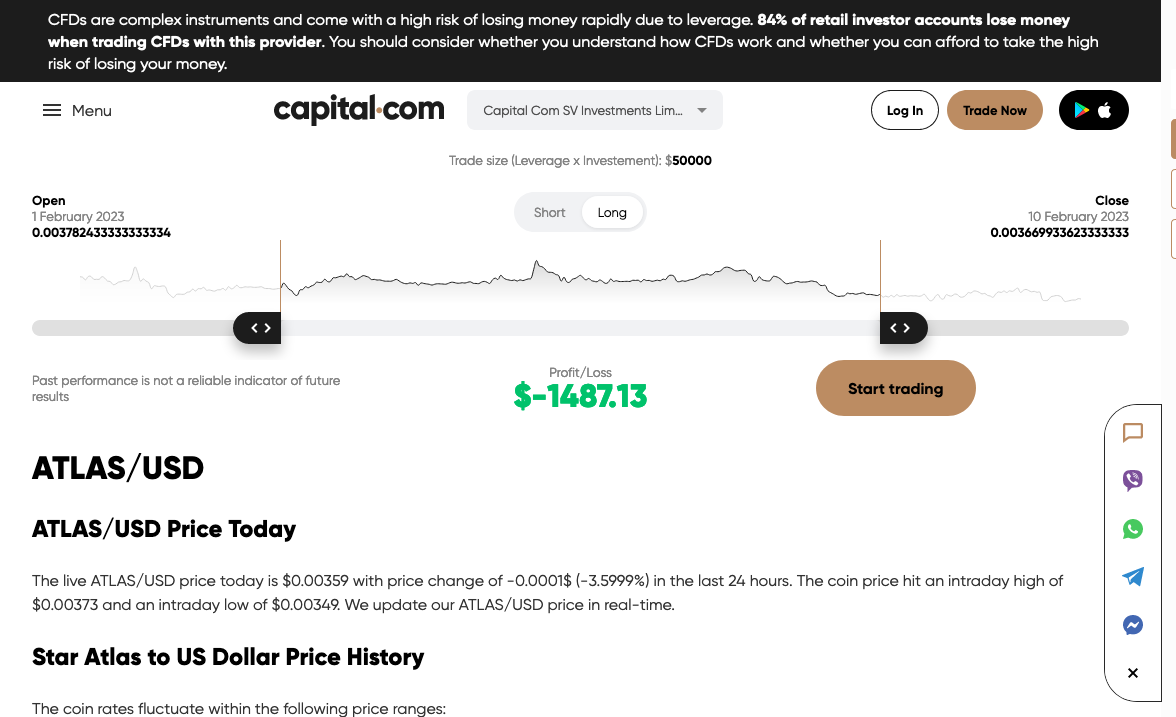 CFDs are complex instruments and come with a high risk of losing money rapidly due to leverage. 84% of retail investor accounts lose money
when trading CFDs with this provider. You should consider whether you understand how CFDs work and whether you can afford to take the high
risk of losing your money.
Menu
capital.com
Capital Com SV Investments Lim...
Log In
Trade Now
Trade size (Leverage x Investement): $50000
Open
1 February 2023
0.003782433333333334
Short
Long
Close
10 February 2023
0.003669933623333333
Past performance is not a reliable indicator of future
results
Profit/Loss
$-1487.13
Start trading
ATLAS/USD
ATLAS/USD Price Today
The live ATLAS/USD price today is $0.00359 with price change of -0.0001$ (-3.5999%) in the last 24 hours. The coin price hit an intraday high of
$0.00373 and an intraday low of $0.00349. We update our ATLAS/USD price in real-time.
Star Atlas to US Dollar Price History
The coin rates fluctuate within the following price ranges: